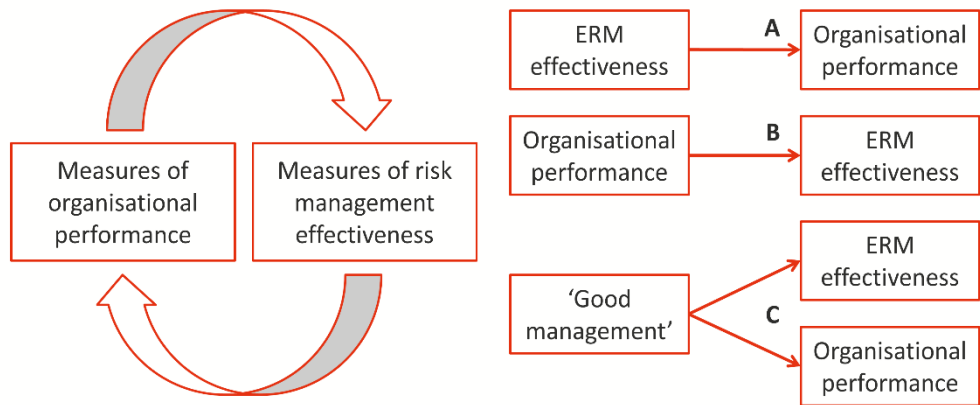 Measures of
organisational
performance
Measures of risk
management
effectiveness
ERM
effectiveness
A
Organisational
performance
Organisational
performance
B
ERM
effectiveness
‘Good
management’
C
ERM
effectiveness
Organisational
performance